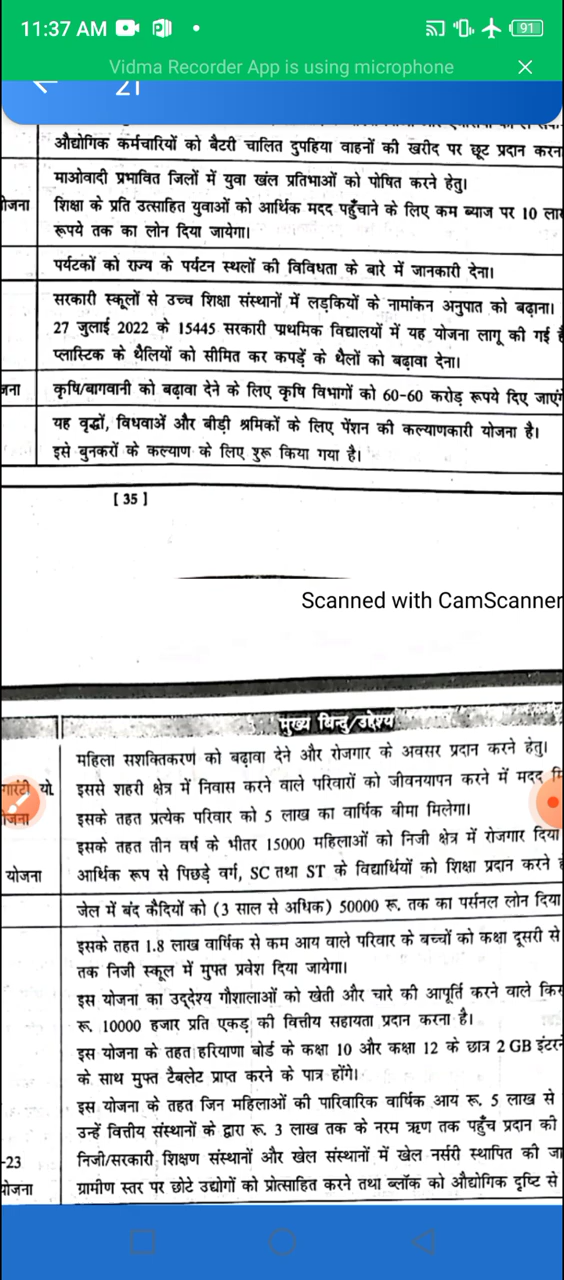 11:37 AM
91
Vidma Recorder App is using microphone
21
औद्योगिक कर्मचारियों को बैटरी चालित दुपहिया वाहनों की खरीद पर छूट प्रदान करन
माओवादी प्रभावित जिलों में युवा खंल प्रतिभाओं को पोषित करने हेतु।
ोजना शिक्षा के प्रति उत्साहित युवाओं को आर्थिक मदद पहुँचाने के लिए कम ब्याज पर 10 लाख
रूपये तक का लोन दिया जायेगा।
पर्यटकों को राज्य के पर्यटन स्थलों की विविधता के बारे में जानकारी देना।
सरकारी स्कूलों से उच्च शिक्षा संस्थानों में लड़कियों के नामांकन अनुपात को बढ़ाना।
27 जुलाई 2022 के 15445 सरकारी प्राथमिक विद्यालयों में यह योजना लागू की गई है
प्लास्टिक के थैलियों को सीमित कर कपड़ें के थैलों को बढ़ावा देना।
जना कृषि/बागवानी को बढ़ावा देने के लिए कृषि विभागों को 60-60 करोड़ रूपये दिए जाएंगे
यह वृद्धों, विधवाओं और बीड़ी श्रमिकों के लिए पेंशन की कल्याणकारी योजना है।
इसे बुनकरों के कल्याण के लिए शुरू किया गया है।
[ 35 ]
Scanned with CamScanner
मुख्य बिन्दु/उद्देश्य
महिला सशक्तिकरण को बढ़ावा देने और रोजगार के अवसर प्रदान करने हेतु।
गारंटी यो. इससे शहरी क्षेत्र में निवास करने वाले परिवारों को जीवनयापन करने में मदद मि
ोजना इसके तहत प्रत्येक परिवार को 5 लाख का वार्षिक बीमा मिलेगा।
इसके तहत तीन वर्ष के भीतर 15000 महिलाओं को निजी क्षेत्र में रोजगार दिया
योजना आर्थिक रूप से पिछड़े वर्ग, SC तथा ST के विद्यार्थियों को शिक्षा प्रदान करने
जेल में बंद कैदियों को (3 साल से अधिक) 50000 रू. तक का पर्सनल लोन दिया
इसके तहत 1.8 लाख वार्षिक से कम आय वाले परिवार के बच्चों को कक्षा दूसरी से
तक निजी स्कूल में मुफ्त प्रवेश दिया जायेगा।
इस योजना का उद्देश्य गौशालाओं को खेती और चारे की आपूर्ति करने वाले किस
रू. 10000 हजार प्रति एकड़ की वित्तीय सहायता प्रदान करना है।
इस योजना के तहत हरियाणा बोर्ड के कक्षा 10 और कक्षा 12 के छात्र 2 GB इंटरने
के साथ मुफ्त टैबलेट प्राप्त करने के पात्र होंगे।
इस योजना के तहत जिन महिलाओं की पारिवारिक वार्षिक आय रू. 5 लाख से
उन्हें वित्तीय संस्थानों के द्वारा रू. 3 लाख तक के नरम ऋण तक पहुँच प्रदान की
-23 निजी/सरकारी शिक्षण संस्थानों और खेल संस्थानों में खेल नर्सरी स्थापित की जा
योजना ग्रामीण स्तर पर छोटे उद्योगों को प्रोत्साहित करने तथा ब्लॉक को औद्योगिक दृष्टि से